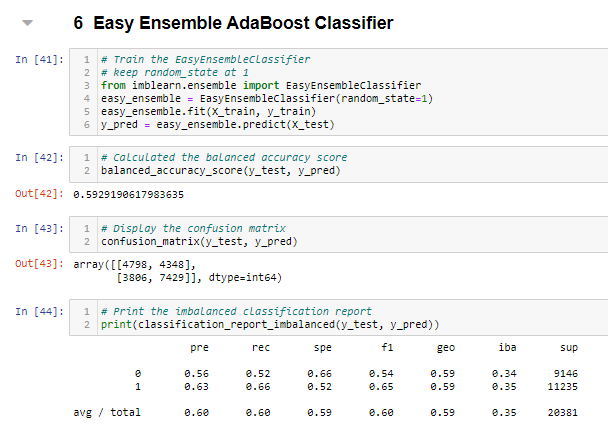 6 Easy Ensemble AdaBoost Classifier
In [41]:
1 # Train the EasyEnsembleClassifier
2 # keep random_state at 1
3 from imblearn.ensemble import EasyEnsembleClassifier
4 easy_ensemble = EasyEnsembleClassifier(random_state=1)
5 easy_ensemble.fit(X_train, y_train)
6 y_pred = easy_ensemble.predict(X_test)
In [42]:
1 # Calculated the balanced accuracy score
2 balanced_accuracy_score(y_test, y_pred)
Out[42]: 0.5929190617983635
In [43]:
1 # Display the confusion matrix
2 confusion_matrix(y_test, y_pred)
Out[43]: array([[4798, 4348],
[3806, 7429]], dtype=int64)
In [44]:
1 # Print the imbalanced classification report
2 print(classification_report_imbalanced(y_test, y_pred))
pre rec spe f1 geo iba sup
0 0.56 0.52 0.66 0.54 0.59 0.34 9146
1 0.63 0.66 0.52 0.65 0.59 0.35 11235
avg / total 0.60 0.60 0.59 0.60 0.59 0.35 20381